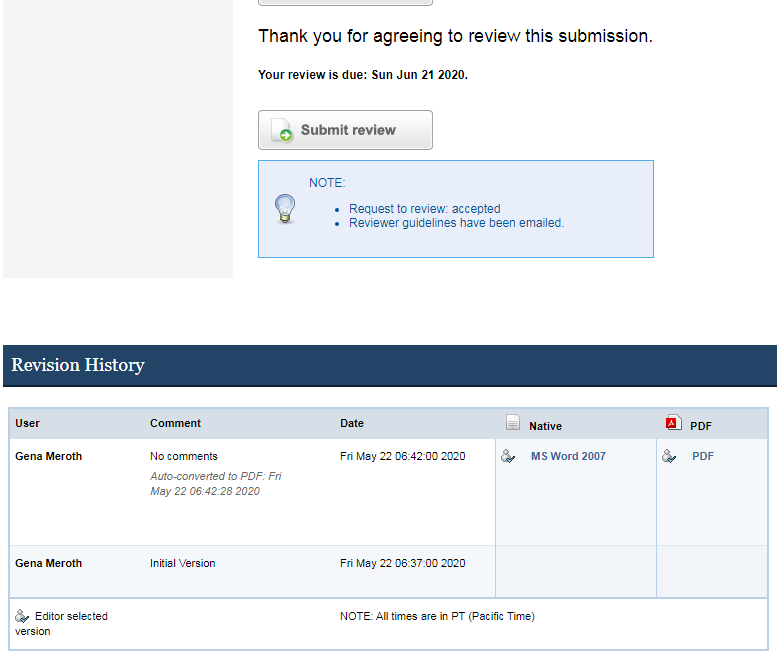 Thank you for agreeing to review this submission.
Your review is due: Sun Jun 21 2020.
Submit review
NOTE:
Request to review: accepted
Reviewer guidelines have been emailed.
Revision History
User Comment Date Native PDF
Gena Meroth No comments Fri May 22 06:42:00 2020 MS Word 2007 PDF
Auto-converted to PDF: Fri
May 22 06:42:28 2020
Gena Meroth Initial Version Fri May 22 06:37:00 2020
Editor selected NOTE: All times are in PT (Pacific Time)
version